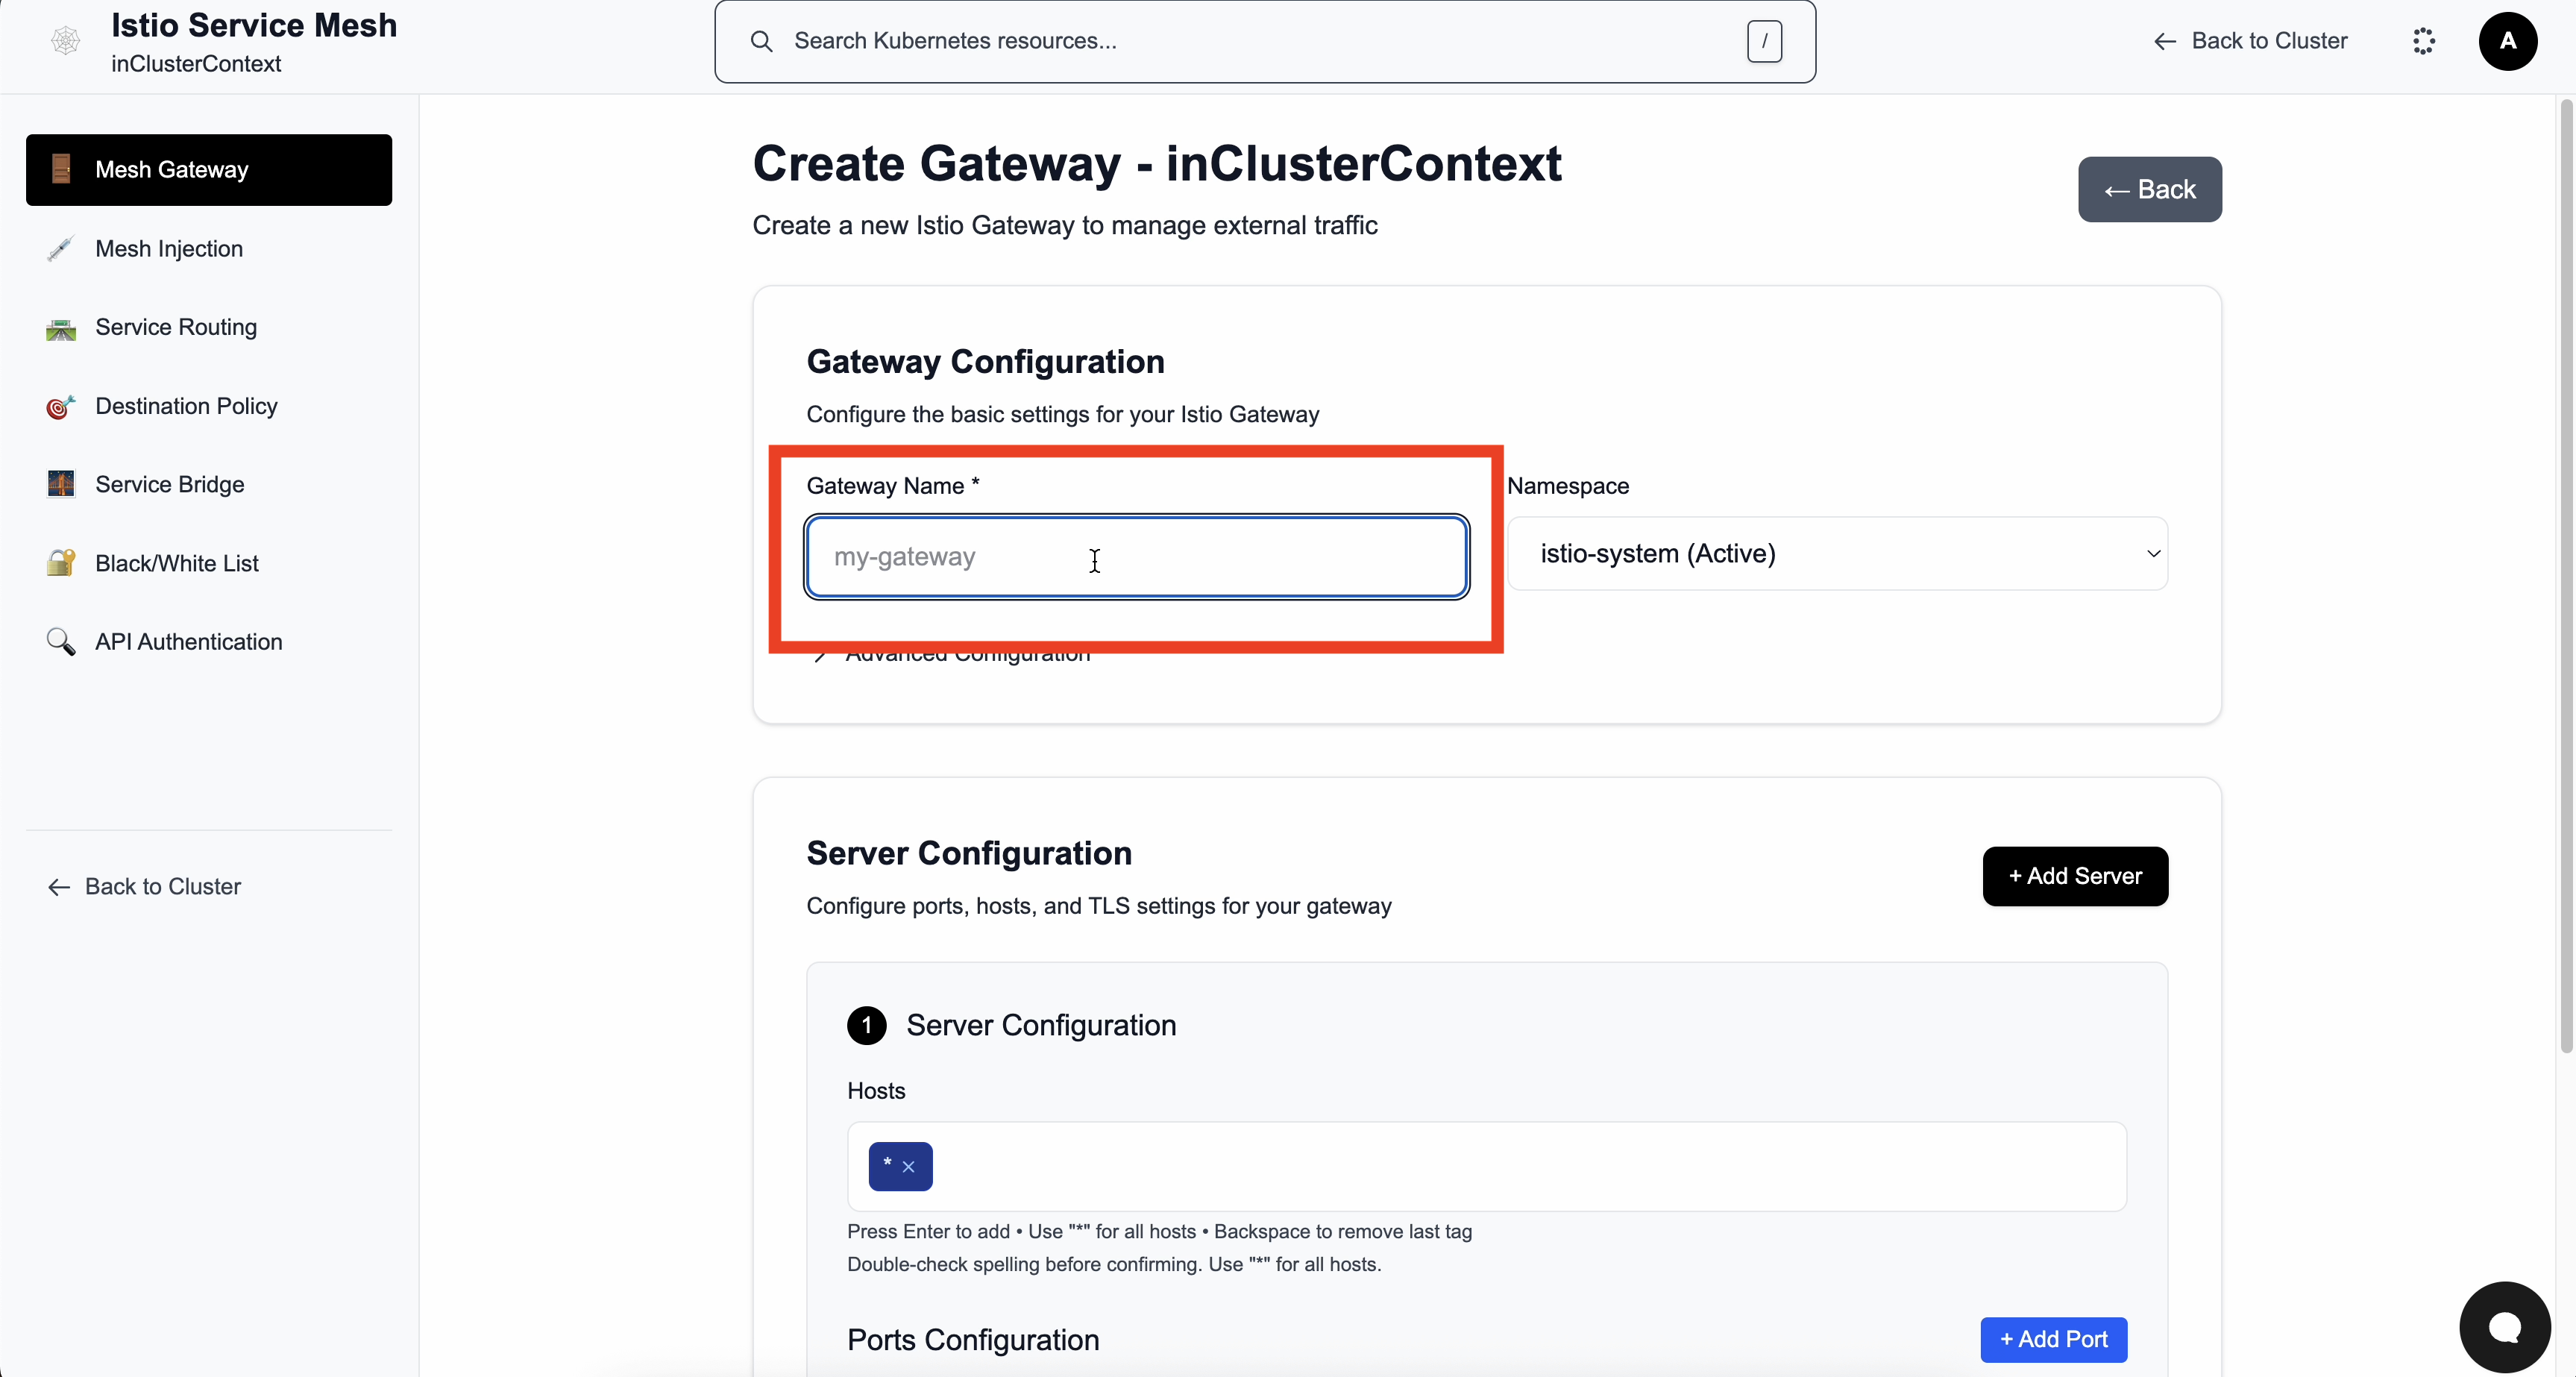 Istio Service Mesh
inClusterContext
Search Kubernetes resources...
/
← Back to Cluster
A
Mesh Gateway
Mesh Injection
Service Routing
Destination Policy
Service Bridge
Black/White List
API Authentication
← Back to Cluster
Create Gateway - inClusterContext
Create a new Istio Gateway to manage external traffic
← Back
Gateway Configuration
Configure the basic settings for your Istio Gateway
Gateway Name *
my-gateway
Namespace
istio-system (Active)
Advanced Configuration
Server Configuration
Configure ports, hosts, and TLS settings for your gateway
+ Add Server
1 Server Configuration
Hosts
* ×
Press Enter to add • Use "*" for all hosts • Backspace to remove last tag
Double-check spelling before confirming. Use "*" for all hosts.
Ports Configuration
+ Add Port